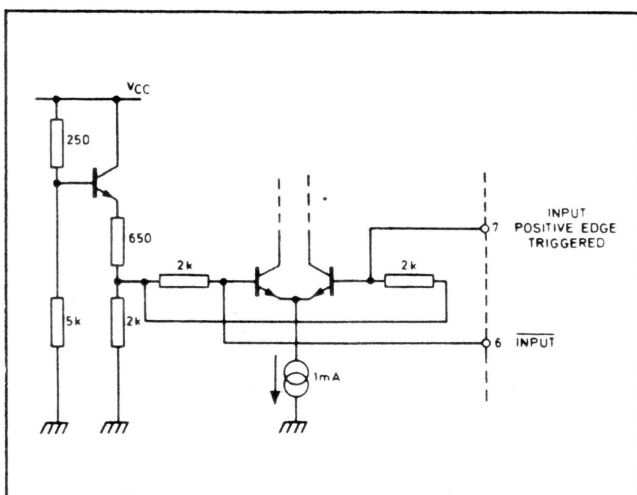 VCC
250
650
2k
2k
5k
2k
7
INPUT
POSITIVE EDGE
TRIGGERED
6
INPUT
1mA